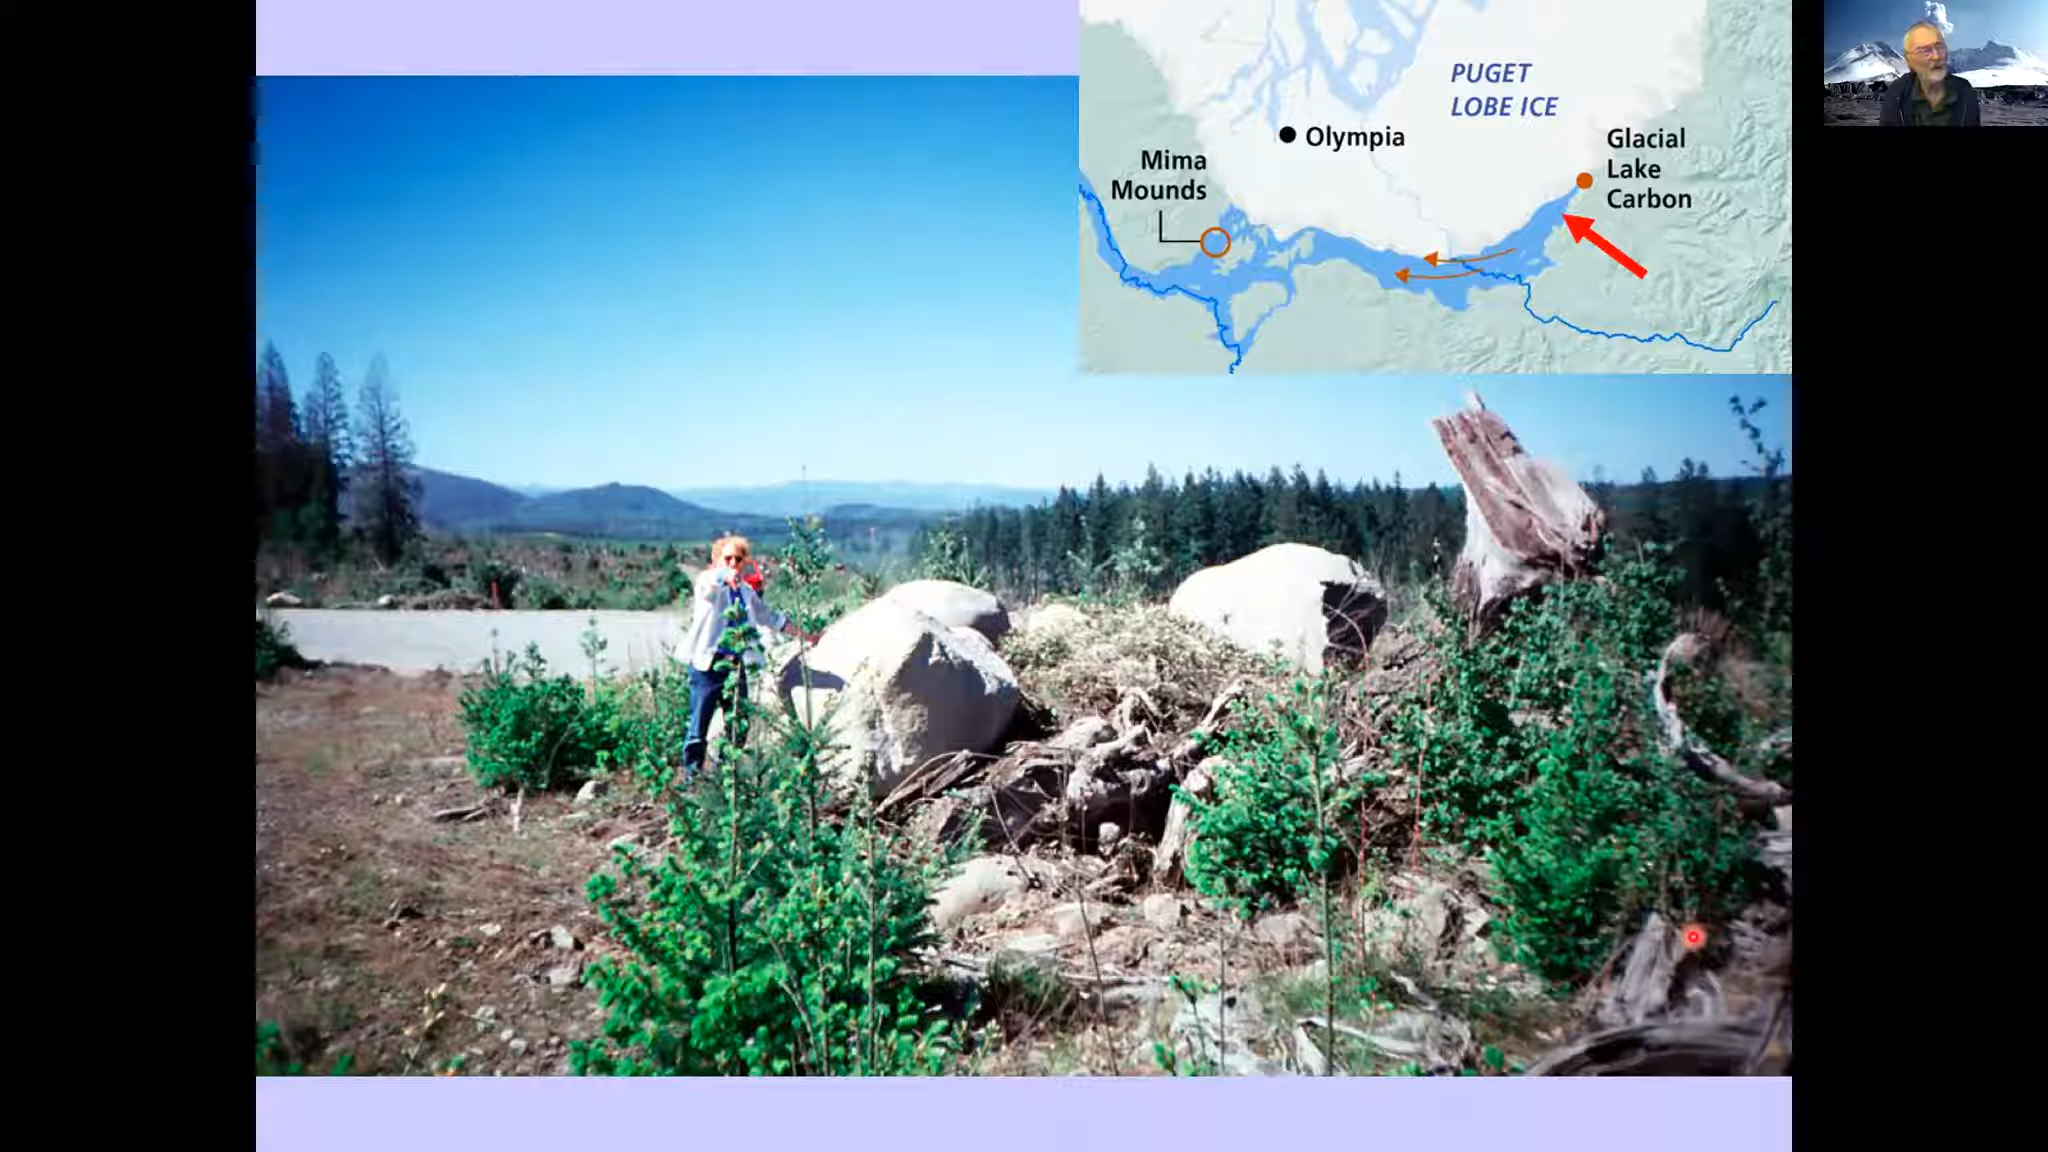 PUGET
LOBE ICE
Olympia
Glacial
Lake
Carbon
Mima
Mounds